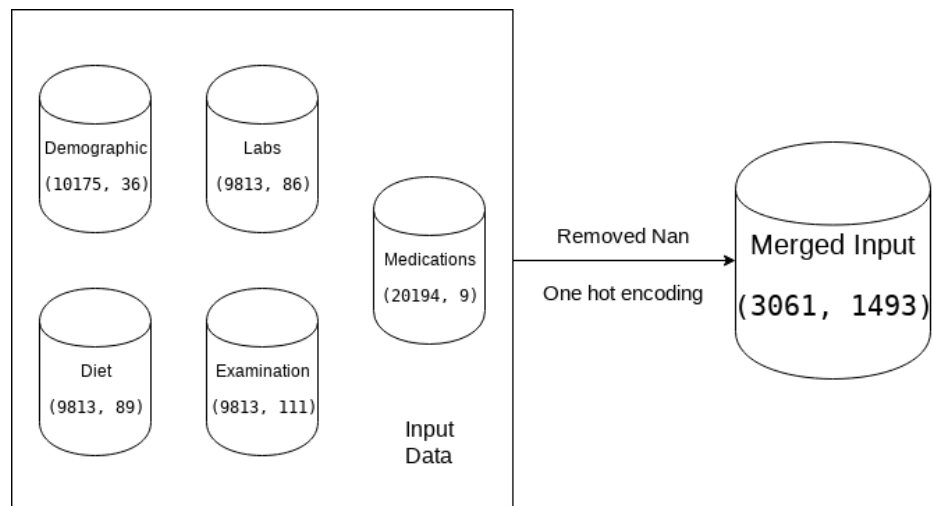 Demographic
(10175, 36)
Labs
(9813, 86)
Medications
(20194, 9)
Diet
(9813, 89)
Examination
(9813, 111)
Input
Data
Removed Nan
One hot encoding
Merged Input
(3061, 1493)